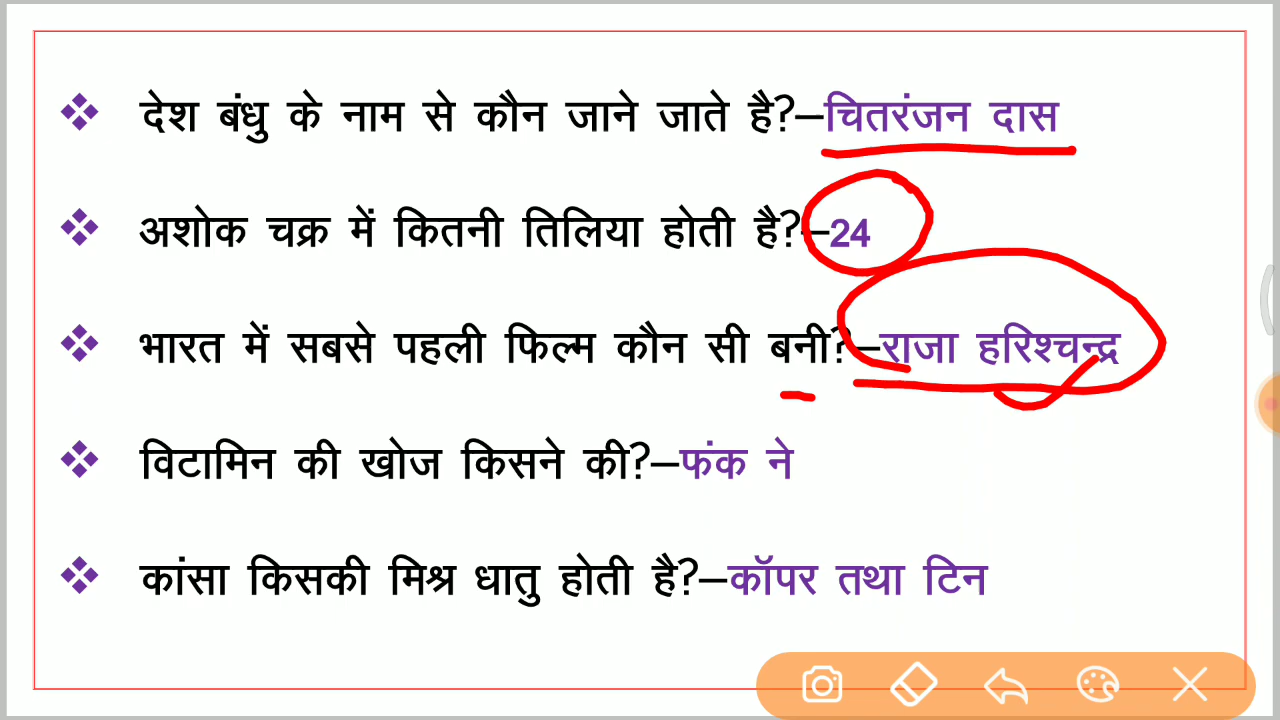 ❖ देश बंधु के नाम से कौन जाने जाते है?–चितरंजन दास
❖ अशोक चक्र में कितनी तिलिया होती है?–24
❖ भारत में सबसे पहली फिल्म कौन सी बनी?–राजा हरिश्चन्द्र
❖ विटामिन की खोज किसने की?–फंक ने
❖ कांसा किसकी मिश्र धातु होती है?–कॉपर तथा टिन